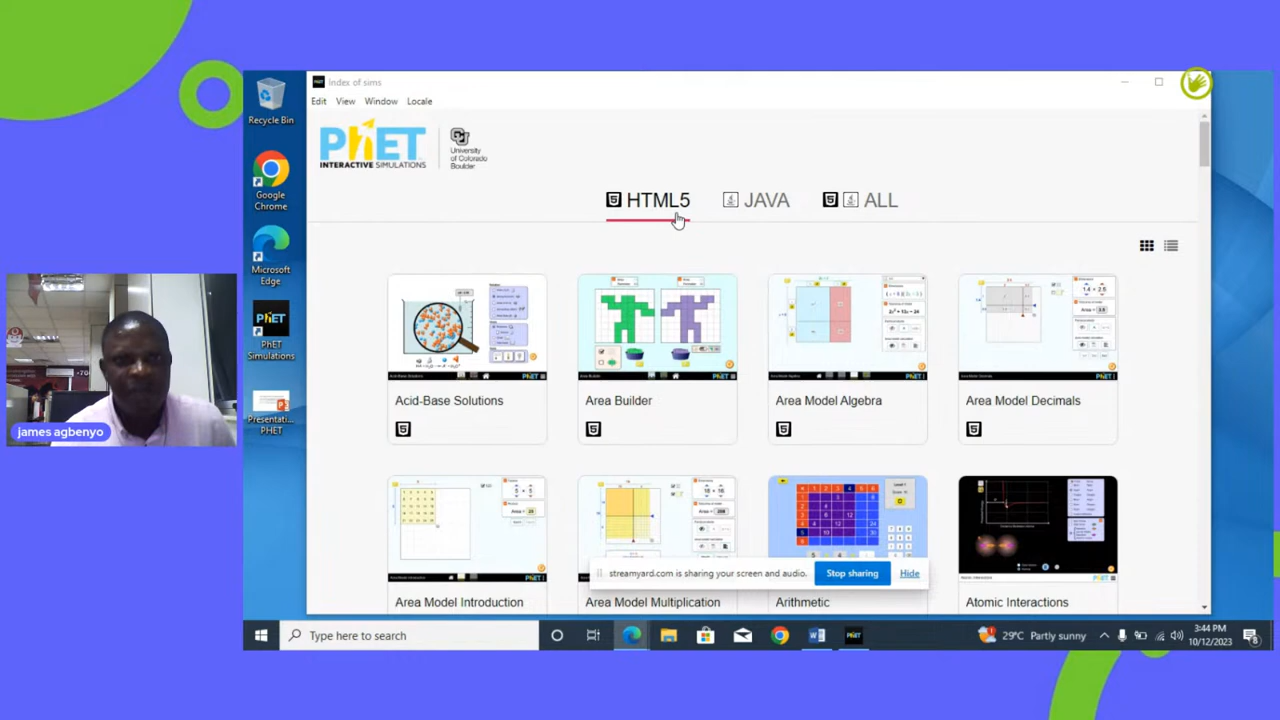 Index of sims
Edit View Window Locale
PhET
INTERACTIVE SIMULATIONS
University of Colorado Boulder
HTML5 JAVA ALL
Recycle Bin
Google Chrome
Microsoft Edge
PhET Simulations
Presentati... PHET
james agbenyo
Acid-Base Solutions
Area Builder
Area Model Algebra
Area Model Decimals
Area Model Introduction
Area Model Multiplication
Arithmetic
Atomic Interactions
streamyard.com is sharing your screen and audio. Stop sharing Hide
Type here to search
29°C Partly sunny
3:44 PM
10/12/2023